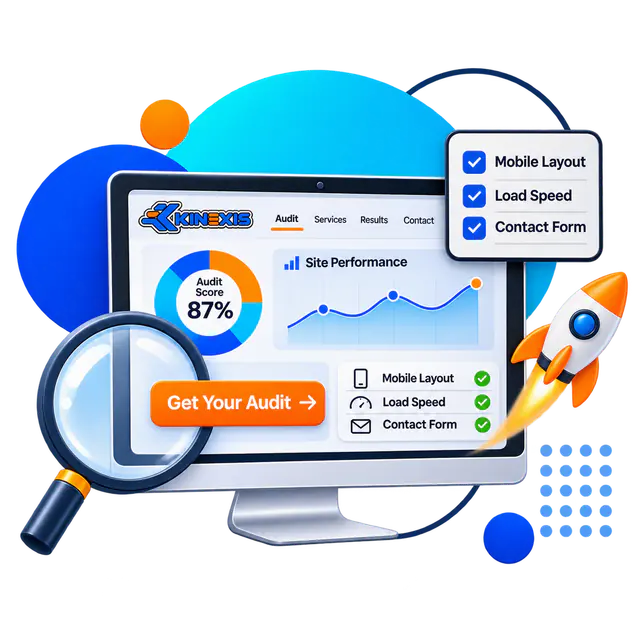 KINEXIS
Audit
Services
Results
Contact
Mobile Layout
Load Speed
Contact Form
Audit
Score
87%
Site Performance
Get Your Audit →
Mobile Layout
Load Speed
Contact Form